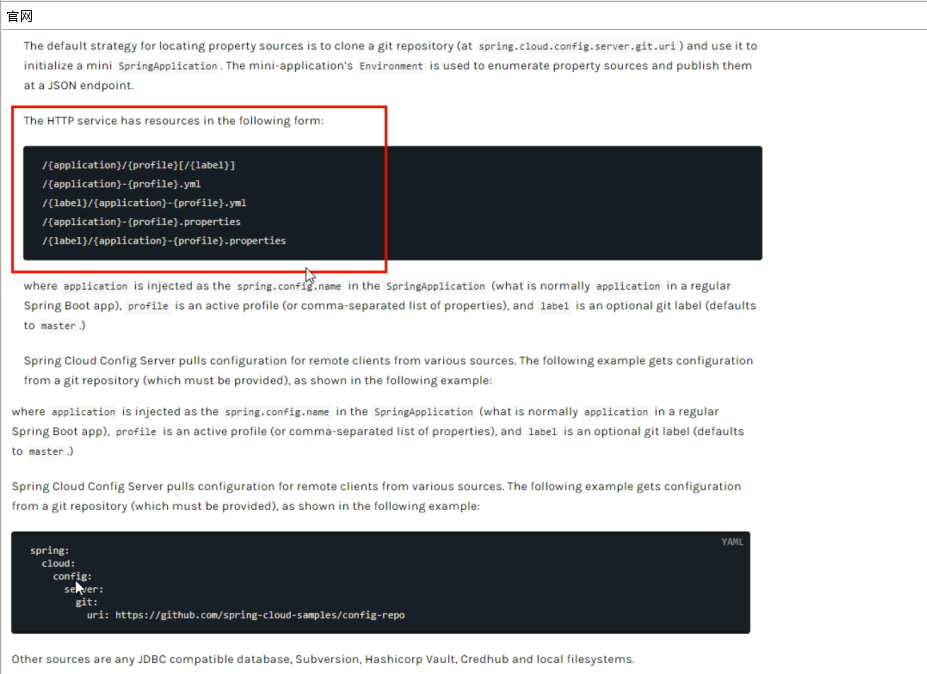 官网
The default strategy for locating property sources is to clone a git repository (at spring.cloud.config.server.git.uri) and use it to
initialize a mini SpringApplication. The mini-application's Environment is used to enumerate property sources and publish them
at a JSON endpoint.
The HTTP service has resources in the following form:
/{application}/{profile}[/{label}]
/{application}-{profile}.yml
/{label}/{application}-{profile}.yml
/{application}-{profile}.properties
/{label}/{application}-{profile}.properties
where application is injected as the spring.config.name in the SpringApplication (what is normally application in a regular
Spring Boot app), profile is an active profile (or comma-separated list of properties), and label is an optional git label (defaults
to master.)
Spring Cloud Config Server pulls configuration for remote clients from various sources. The following example gets configuration
from a git repository (which must be provided), as shown in the following example:
where application is injected as the spring.config.name in the SpringApplication (what is normally application in a regular
Spring Boot app), profile is an active profile (or comma-separated list of properties), and label is an optional git label (defaults
to master.)
Spring Cloud Config Server pulls configuration for remote clients from various sources. The following example gets configuration
from a git repository (which must be provided), as shown in the following example:
YAML
spring:
cloud:
config:
server:
git:
uri: https://github.com/spring-cloud-samples/config-repo
Other sources are any JDBC compatible database, Subversion, Hashicorp Vault, Credhub and local filesystems.